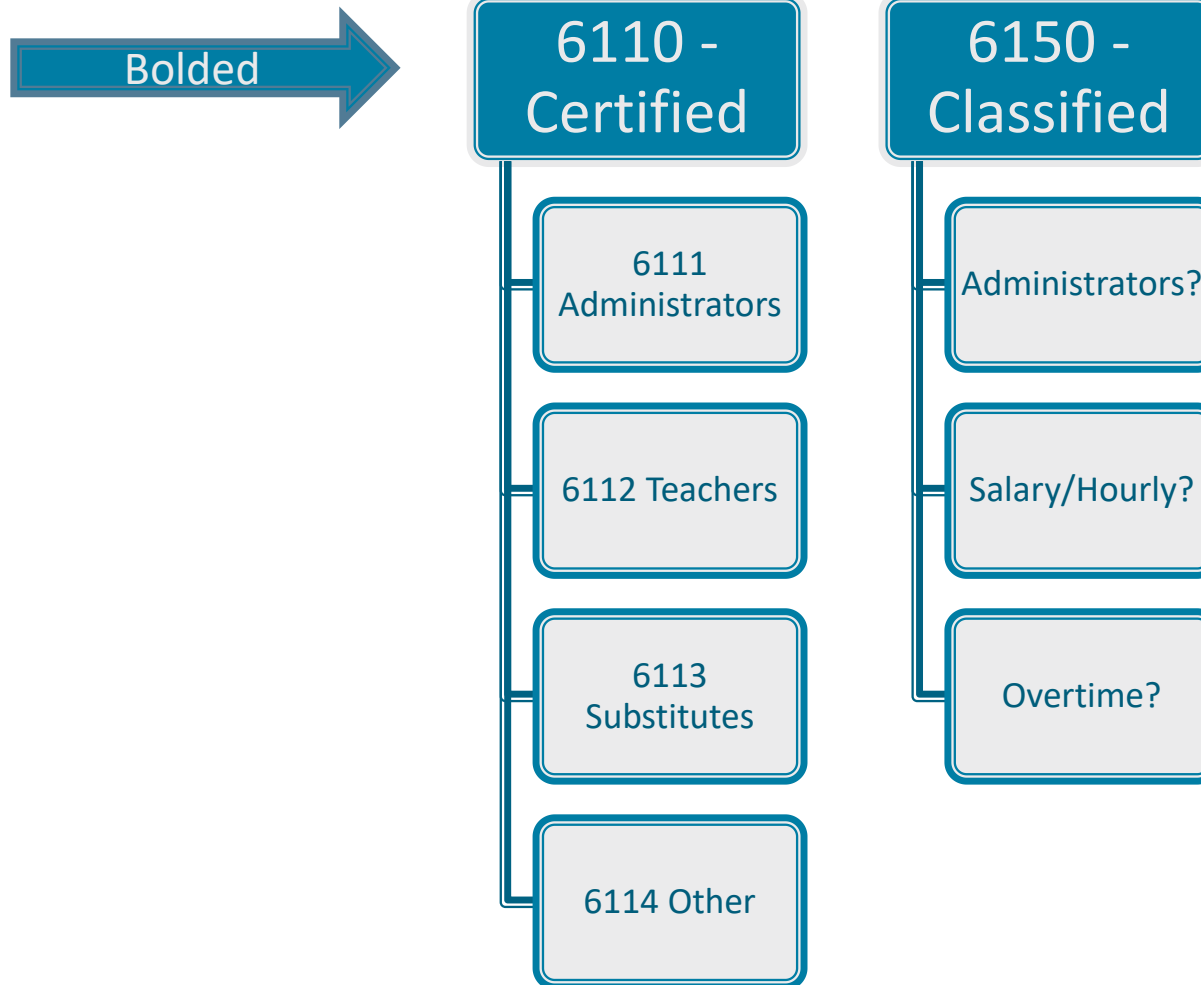 Bolded
6110 -
Certified
6111
Administrators
6112 Teachers
6113
Substitutes
6114 Other
6150 -
Classified
Administrators?
Salary/Hourly?
Overtime?